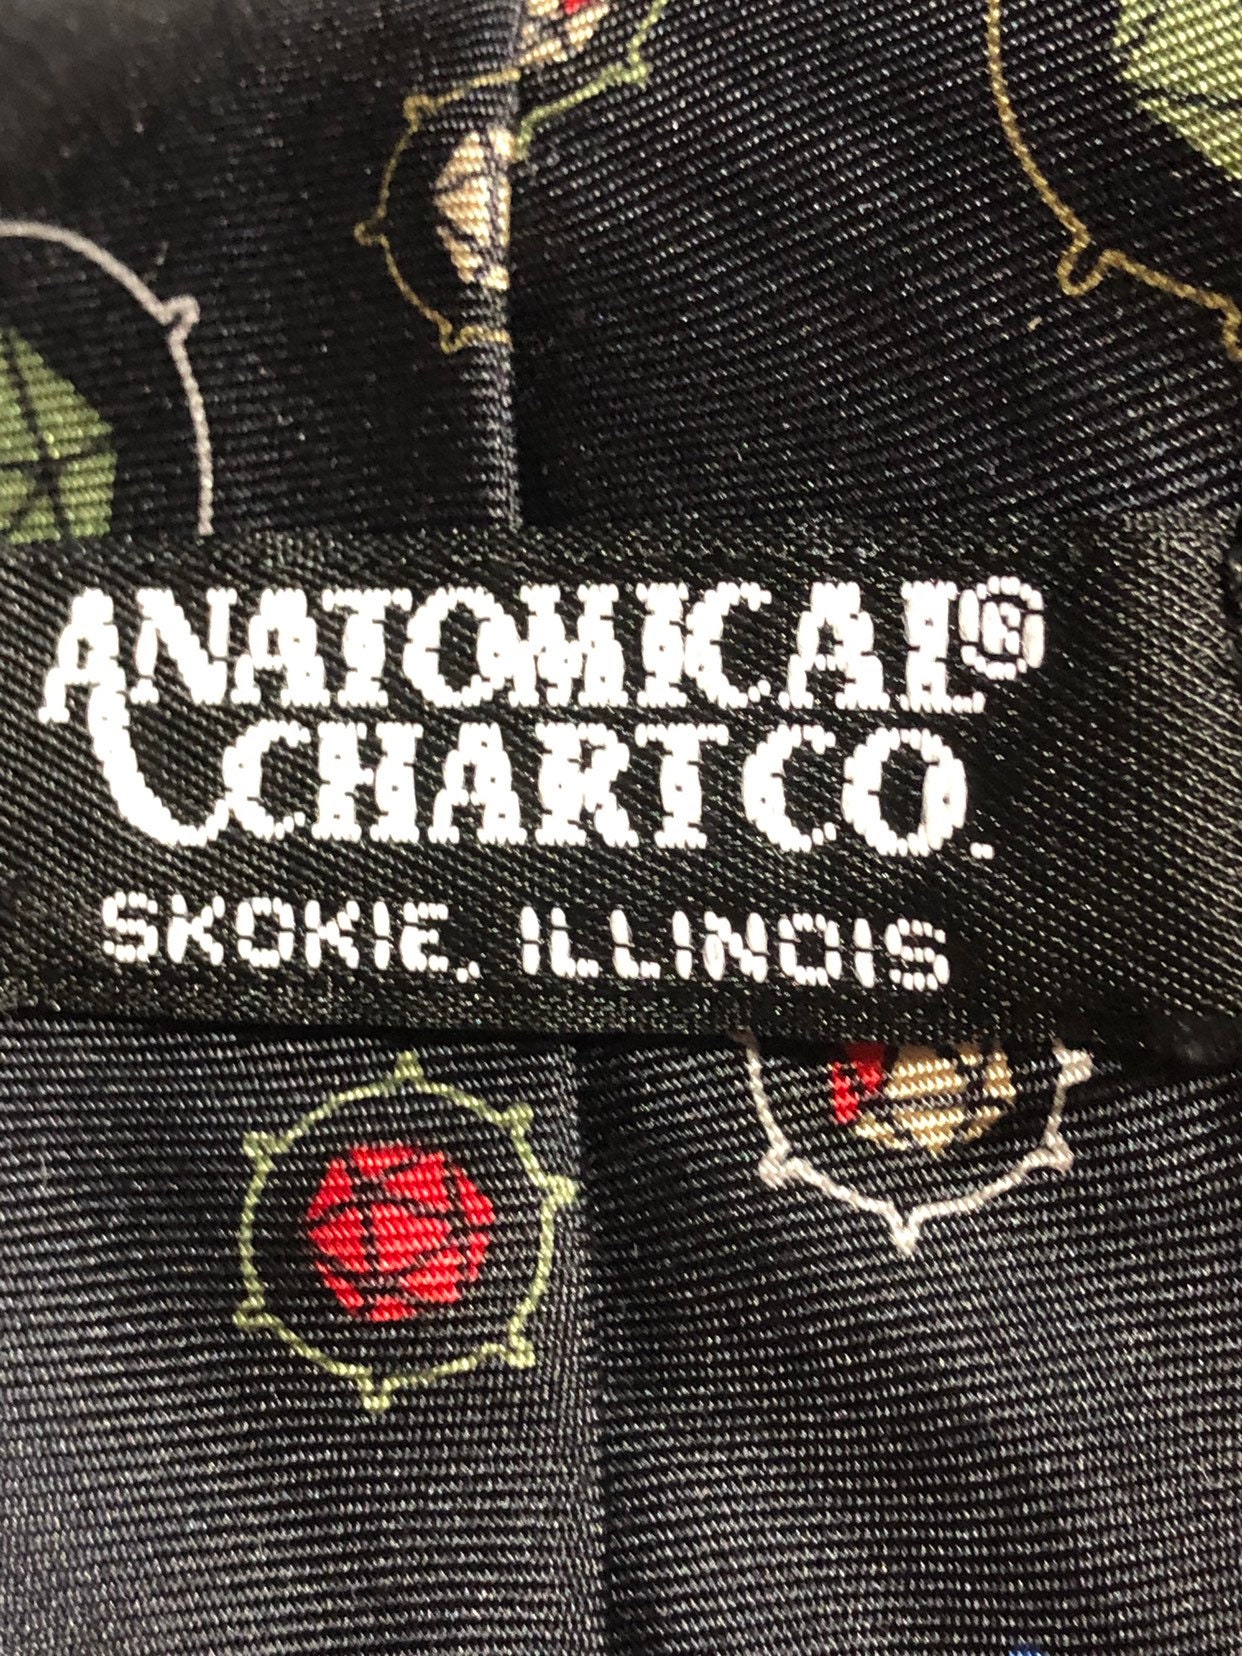 ANATOMICAL®
CHART CO.
SKOKIE, ILLINOIS